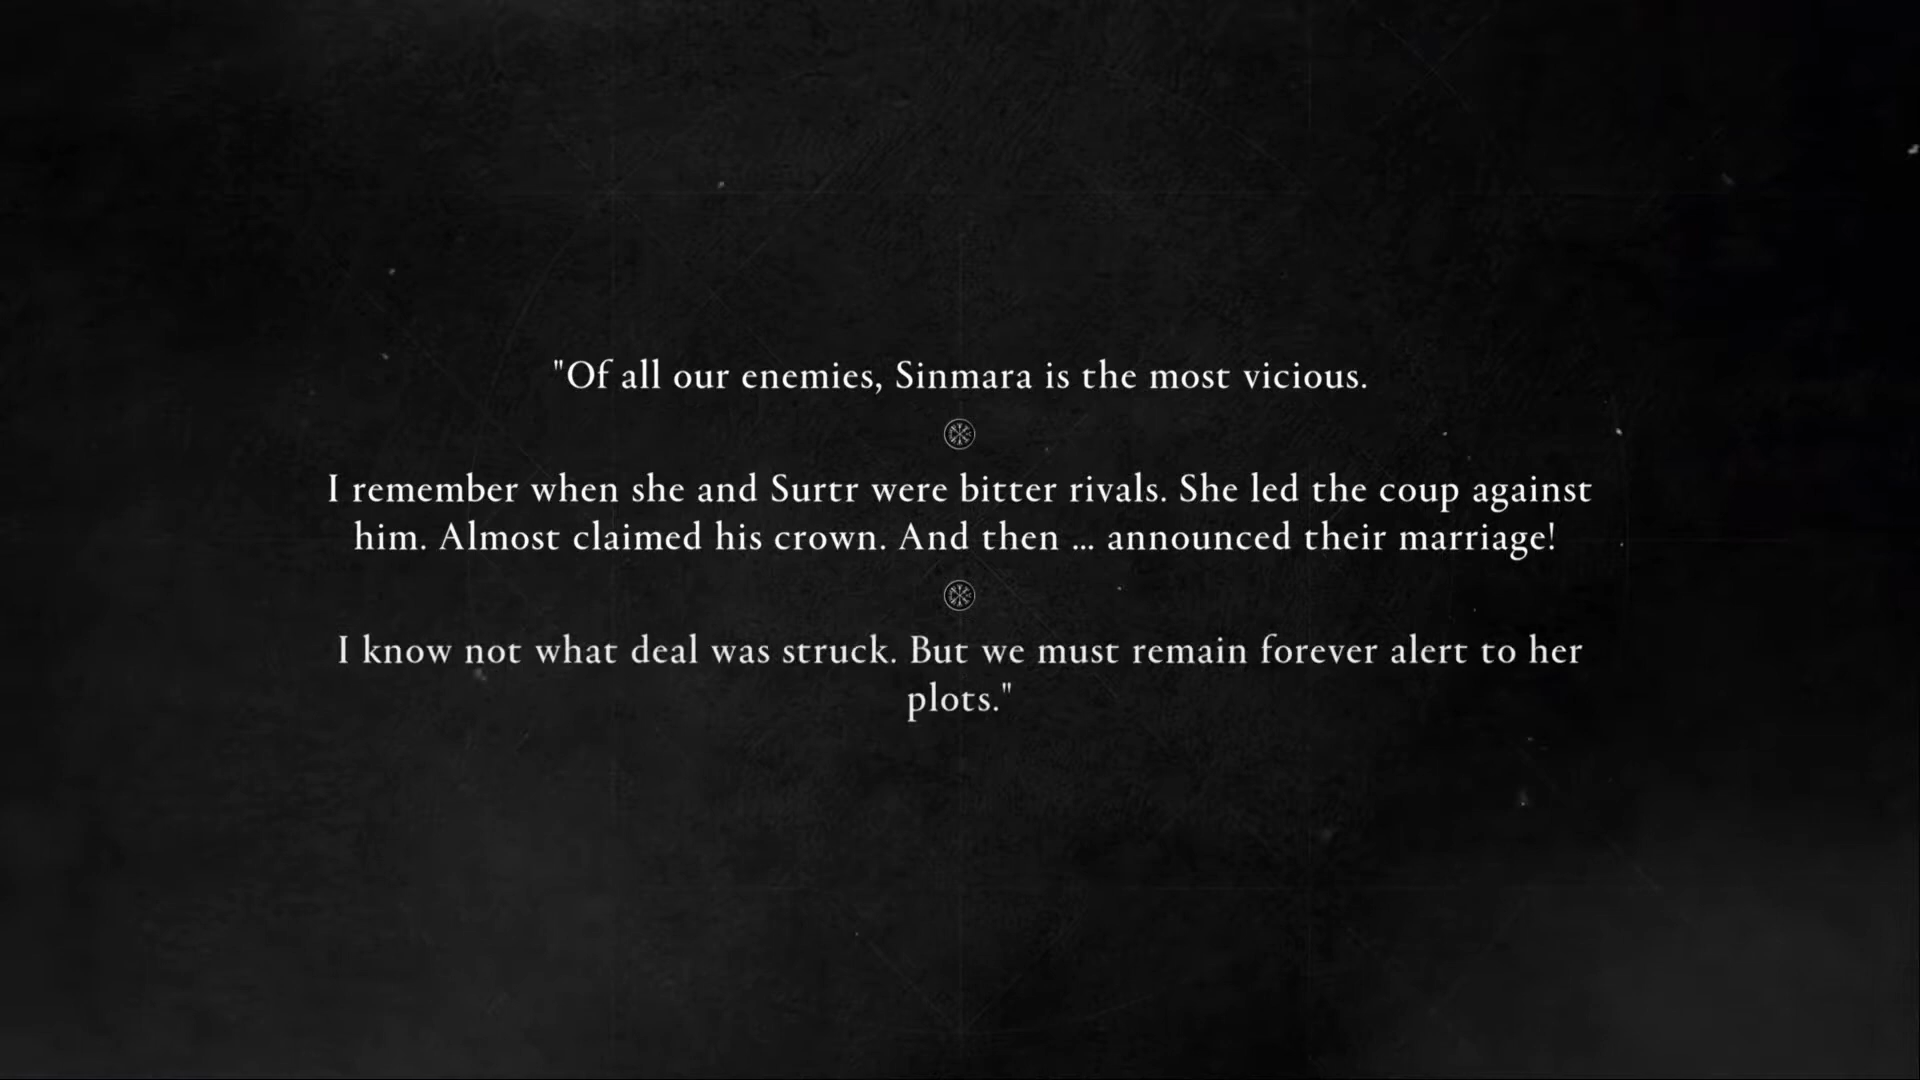 "Of all our enemies, Sinmara is the most vicious.
I remember when she and Surtr were bitter rivals. She led the coup against
him. Almost claimed his crown. And then ... announced their marriage!
I know not what deal was struck. But we must remain forever alert to her
plots."